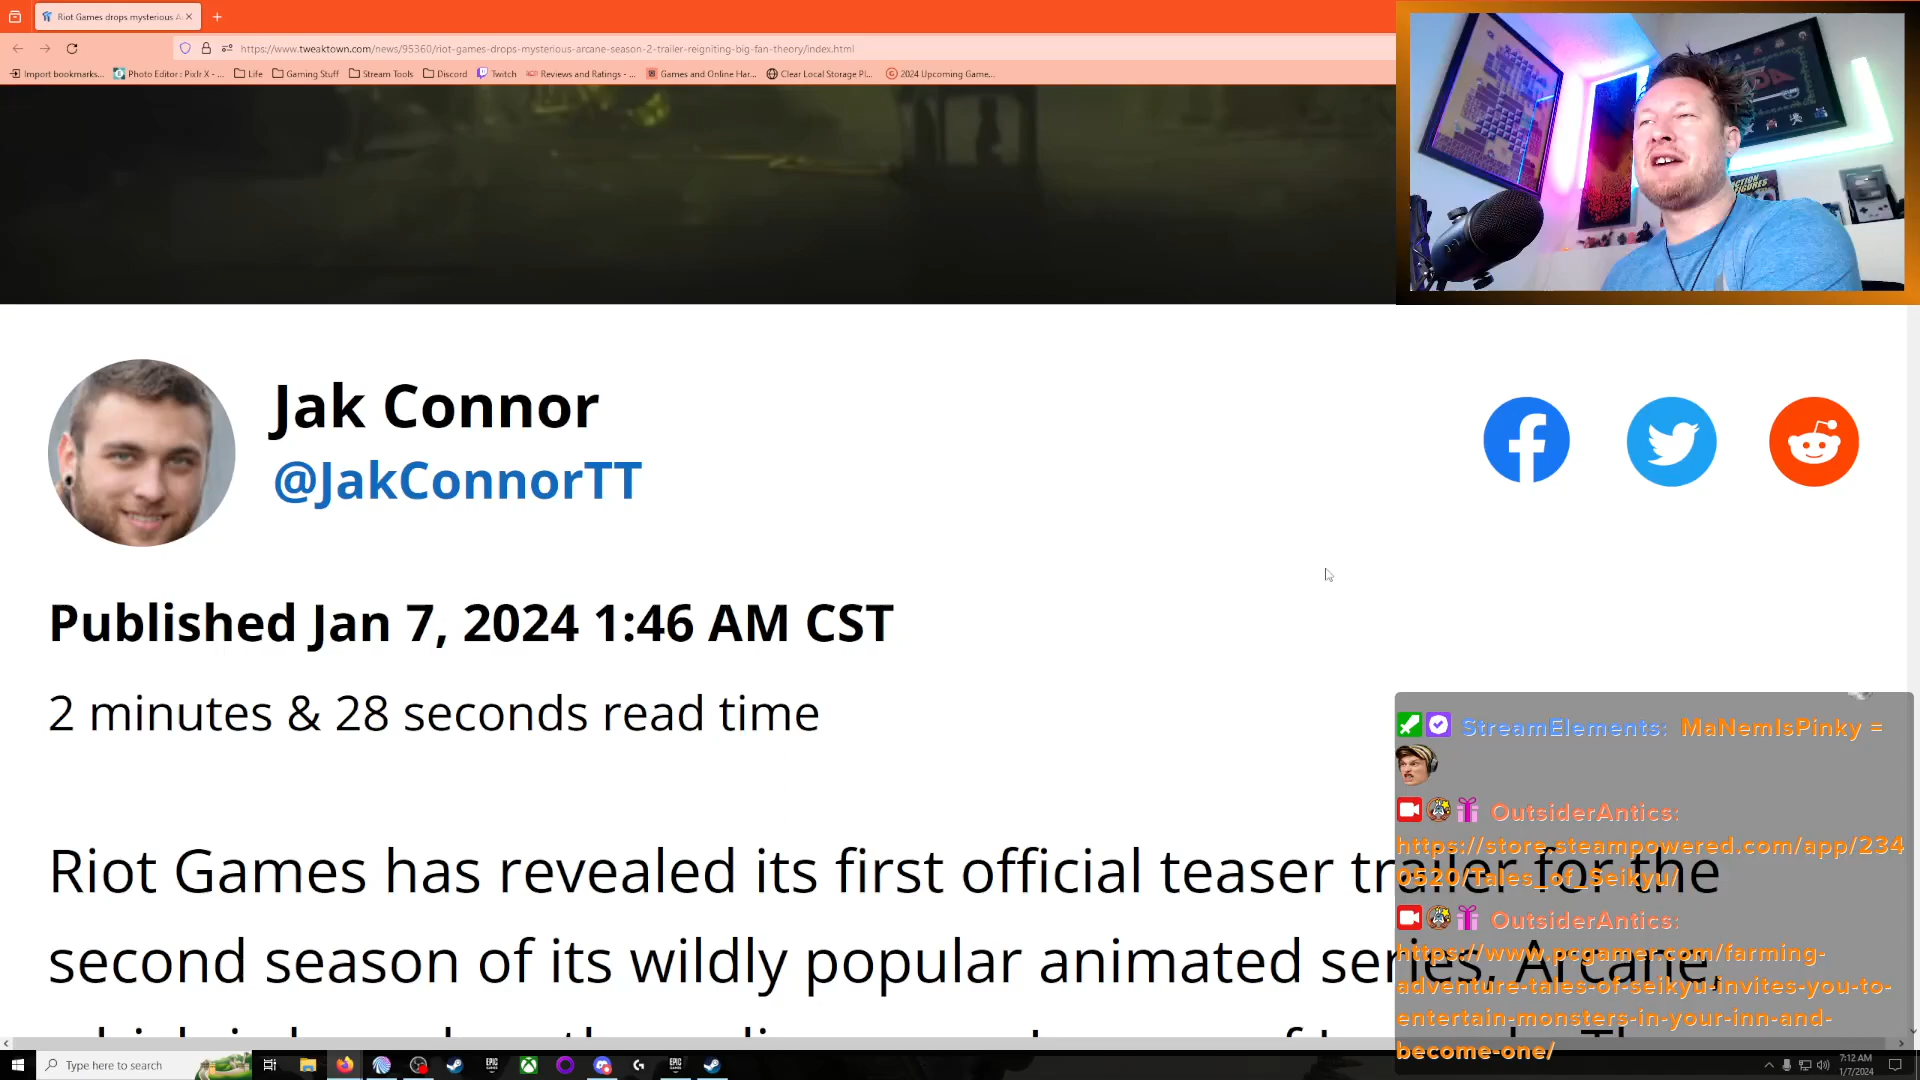 Riot Games drops mysterious A
https://www.tweaktown.com/news/95360/riot-games-drops-mysterious-arcane-season-2-trailer-reigniting-big-fan-theory/index.html
Import bookmarks... Photo Editor : Pixlr X - ... Life Gaming Stuff Stream Tools Discord Twitch Reviews and Ratings - ... Games and Online Har... Clear Local Storage Pl... 2024 Upcoming Game...
ACTION
FIGURES
Jak Connor
@JakConnorTT
Published Jan 7, 2024 1:46 AM CST
2 minutes & 28 seconds read time
Riot Games has revealed its first official teaser trailer for the
second season of its wildly popular animated series, Arcane,
StreamElements: MaNemIsPinky =
OutsiderAntics:
https://store.steampowered.com/app/234
0520/Tales_of_Seikyu/
OutsiderAntics:
https://www.pcgamer.com/farming-
adventure-tales-of-seikyu-invites-you-to-
entertain-monsters-in-your-inn-and-
become-one/
Type here to search
EPIC
GAMES
EPIC
GAMES
7:12 AM
1/7/2024